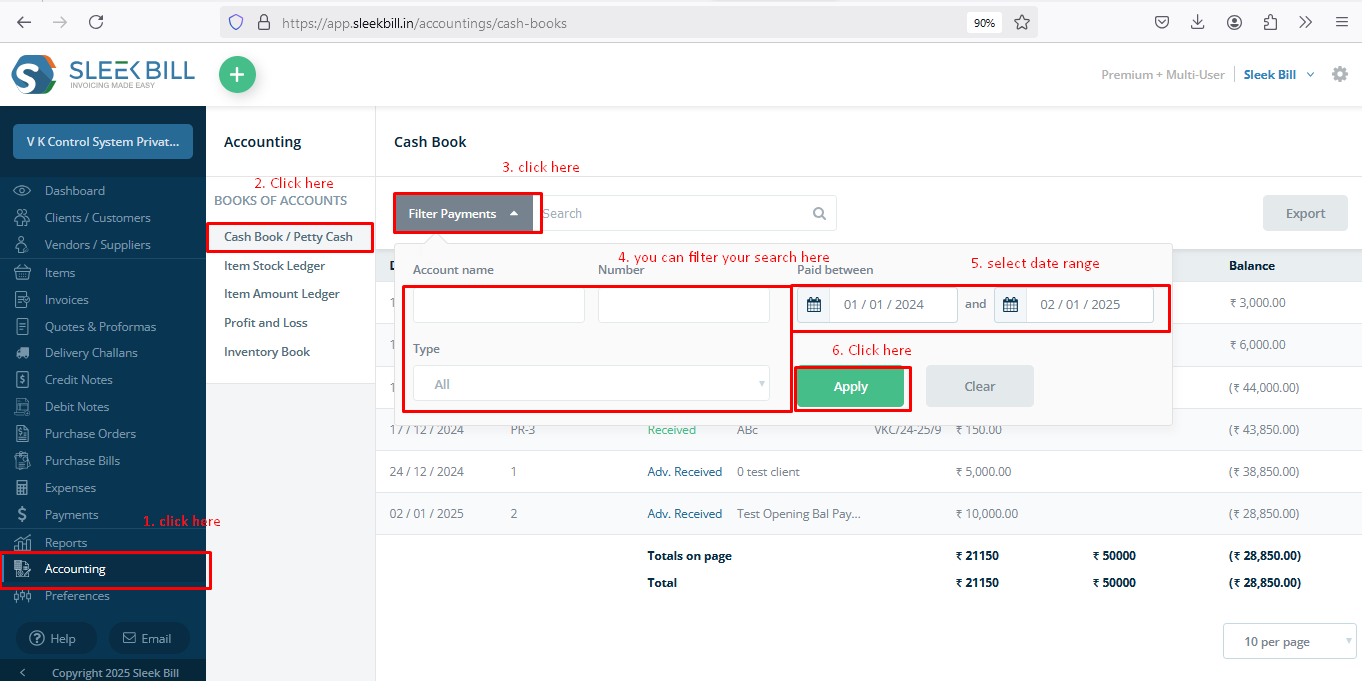 https://app.sleekbill.in/accountings/cash-books
90%
SLEEK BILL
INVOICING MADE EASY
+
Premium + Multi-User
Sleek Bill
V K Control System Privat...
Dashboard
Clients / Customers
Vendors / Suppliers
Items
Invoices
Quotes & Proformas
Delivery Challans
Credit Notes
Debit Notes
Purchase Orders
Purchase Bills
Expenses
Payments
1. click here
Reports
Accounting
Preferences
Help
Email
Copyright 2025 Sleek Bill
Accounting
2. Click here
BOOKS OF ACCOUNTS
Cash Book / Petty Cash
Item Stock Ledger
Item Amount Ledger
Profit and Loss
Inventory Book
Cash Book
3. click here
Filter Payments
Search
Export
4. you can filter your search here
5. select date range
Account name
Number
Paid between
01 / 01 / 2024
and
02 / 01 / 2025
Type
All
6. Click here
Apply
Clear
Balance
₹ 3,000.00
₹ 6,000.00
(₹ 44,000.00)
17 / 12 / 2024 PR-3 Received ABc VKC/24-25/9 ₹ 150.00 (₹ 43,850.00)
24 / 12 / 2024 1 Adv. Received 0 test client ₹ 5,000.00 (₹ 38,850.00)
02 / 01 / 2025 2 Adv. Received Test Opening Bal Pay... ₹ 10,000.00 (₹ 28,850.00)
Totals on page ₹ 21150 ₹ 50000 (₹ 28,850.00)
Total ₹ 21150 ₹ 50000 (₹ 28,850.00)
10 per page